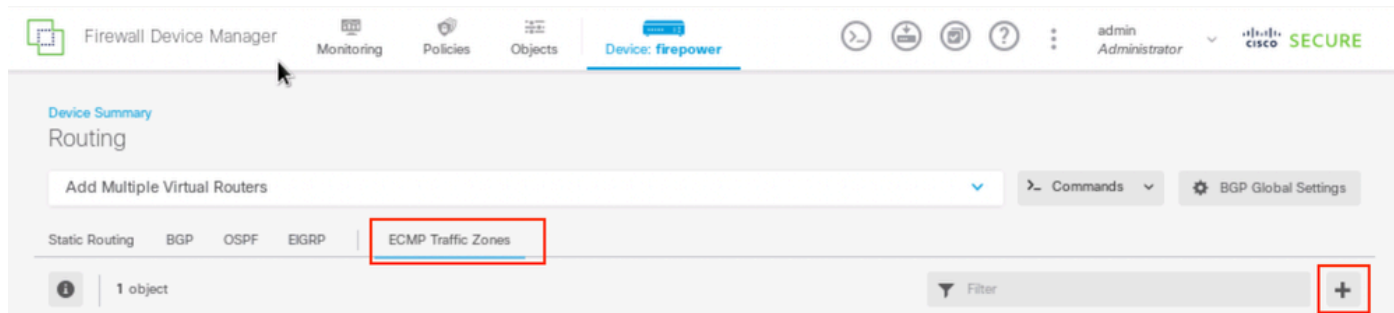 Firewall Device Manager
Monitoring
Policies
Objects
Device: firepower
admin
Administrator
cisco SECURE
Device Summary
Routing
Add Multiple Virtual Routers
>_ Commands
BGP Global Settings
Static Routing BGP OSPF EIGRP ECMP Traffic Zones
1 object
Filter